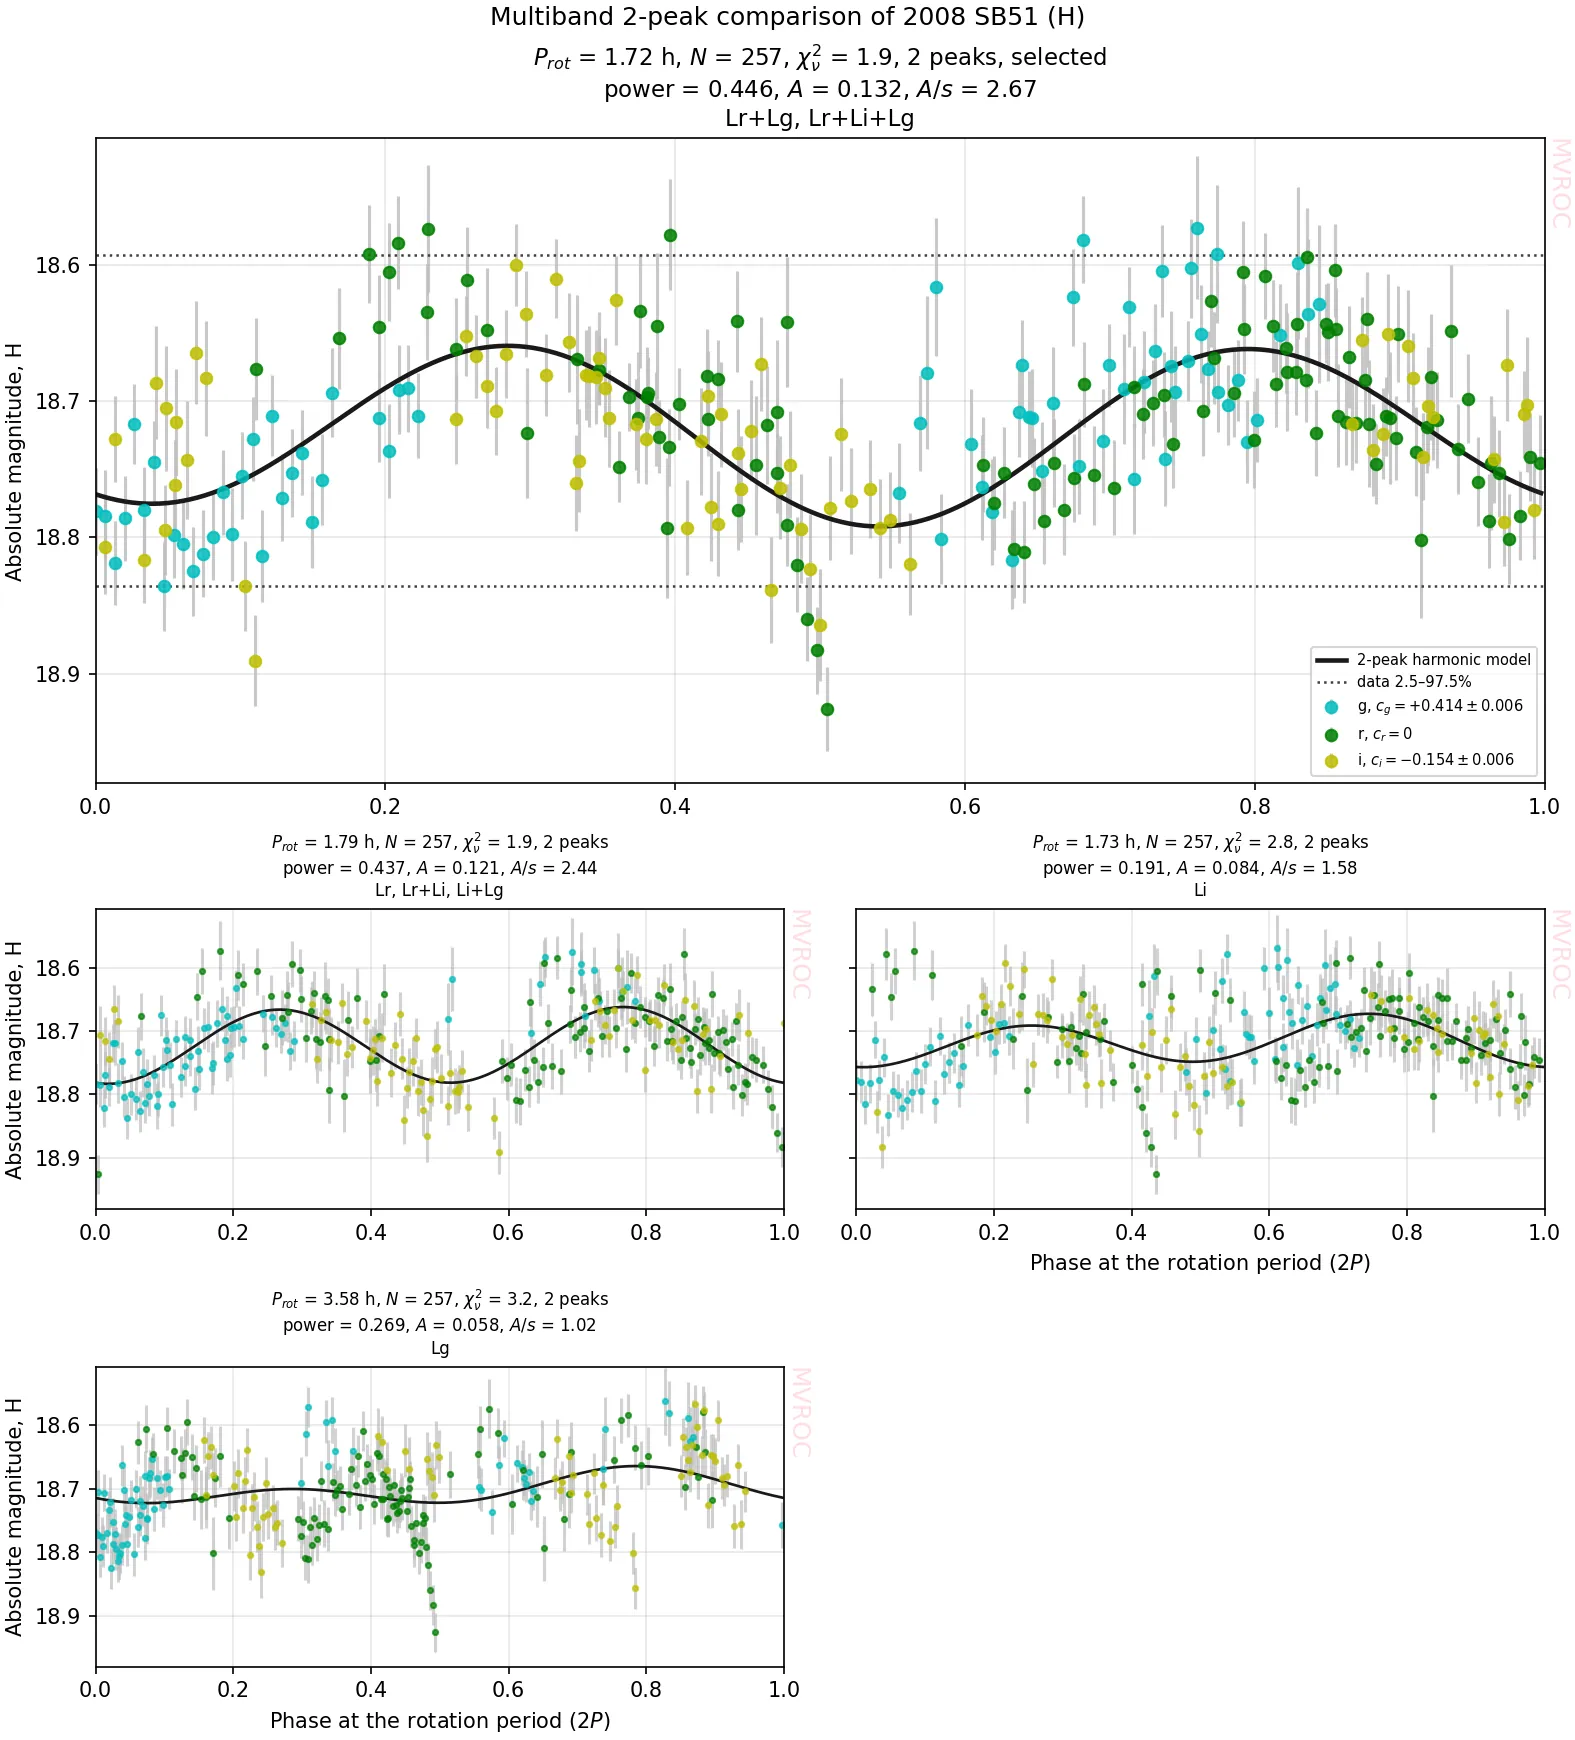 Multiband 2-peak comparison of 2008 SB51 (H)
P_rot = 1.72 h, N = 257, χ²_ν = 1.9, 2 peaks, selected
power = 0.446, A = 0.132, A/s = 2.67
Lr+Lg, Lr+Li+Lg
MVROC
Absolute magnitude, H
18.6
18.7
18.8
18.9
2-peak harmonic model
data 2.5–97.5%
g, c_g = +0.414 ± 0.006
r, c_r = 0
i, c_i = −0.154 ± 0.006
0.0 0.2 0.4 0.6 0.8 1.0
P_rot = 1.79 h, N = 257, χ²_ν = 1.9, 2 peaks
power = 0.437, A = 0.121, A/s = 2.44
Lr, Lr+Li, Li+Lg
MVROC
Absolute magnitude, H
18.6
18.7
18.8
18.9
0.0 0.2 0.4 0.6 0.8 1.0
P_rot = 1.73 h, N = 257, χ²_ν = 2.8, 2 peaks
power = 0.191, A = 0.084, A/s = 1.58
Li
MVROC
0.0 0.2 0.4 0.6 0.8 1.0
Phase at the rotation period (2P)
P_rot = 3.58 h, N = 257, χ²_ν = 3.2, 2 peaks
power = 0.269, A = 0.058, A/s = 1.02
Lg
MVROC
Absolute magnitude, H
18.6
18.7
18.8
18.9
0.0 0.2 0.4 0.6 0.8 1.0
Phase at the rotation period (2P)